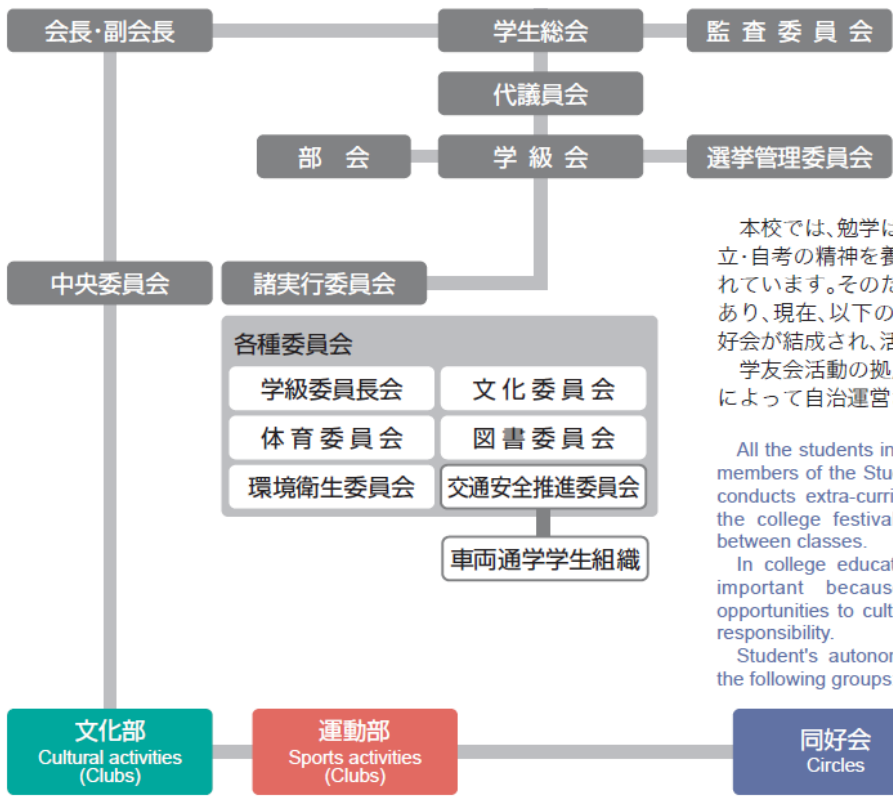 会長･副会長
学生総会
監査委員会
代議員会
部会
学級会
選挙管理委員会
中央委員会
諸実行委員会
各種委員会
学級委員長会
文化委員会
体育委員会
図書委員会
環境衛生委員会
交通安全推進委員会
車両通学学生組織
本校では､勉学は
立･自考の精神を養
れています｡そのた
あり､現在､以下の
好会が結成され､活
学友会活動の拠
によって自治運営
All the students in
members of the Stu
conducts extra-curri
the college festiva
between classes.
In college educat
important becaus
opportunities to cult
responsibility.
Student's autonor
the following groups
文化部
Cultural activities
(Clubs)
運動部
Sports activities
(Clubs)
同好会
Circles